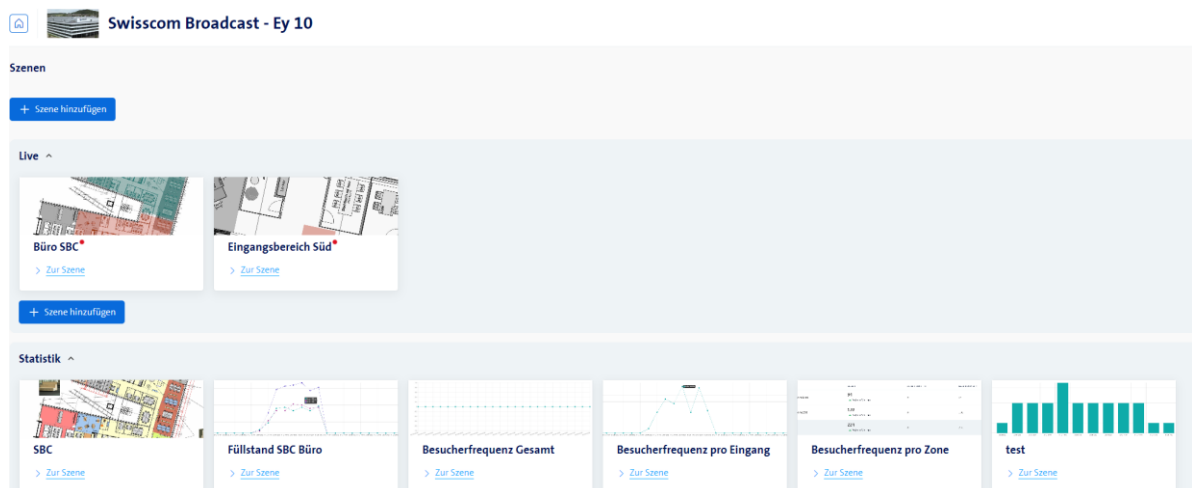 Swisscom Broadcast - Ey 10
Szenen
+ Szene hinzufügen
Live
Büro SBC
Eingangsbereich Süd
> Zur Szene
> Zur Szene
+ Szene hinzufügen
Statistik
SBC
Füllstand SBC Büro
Besucherfrequenz Gesamt
Besucherfrequenz pro Eingang
Besucherfrequenz pro Zone
test
> Zur Szene
> Zur Szene
> Zur Szene
> Zur Szene
> Zur Szene
> Zur Szene